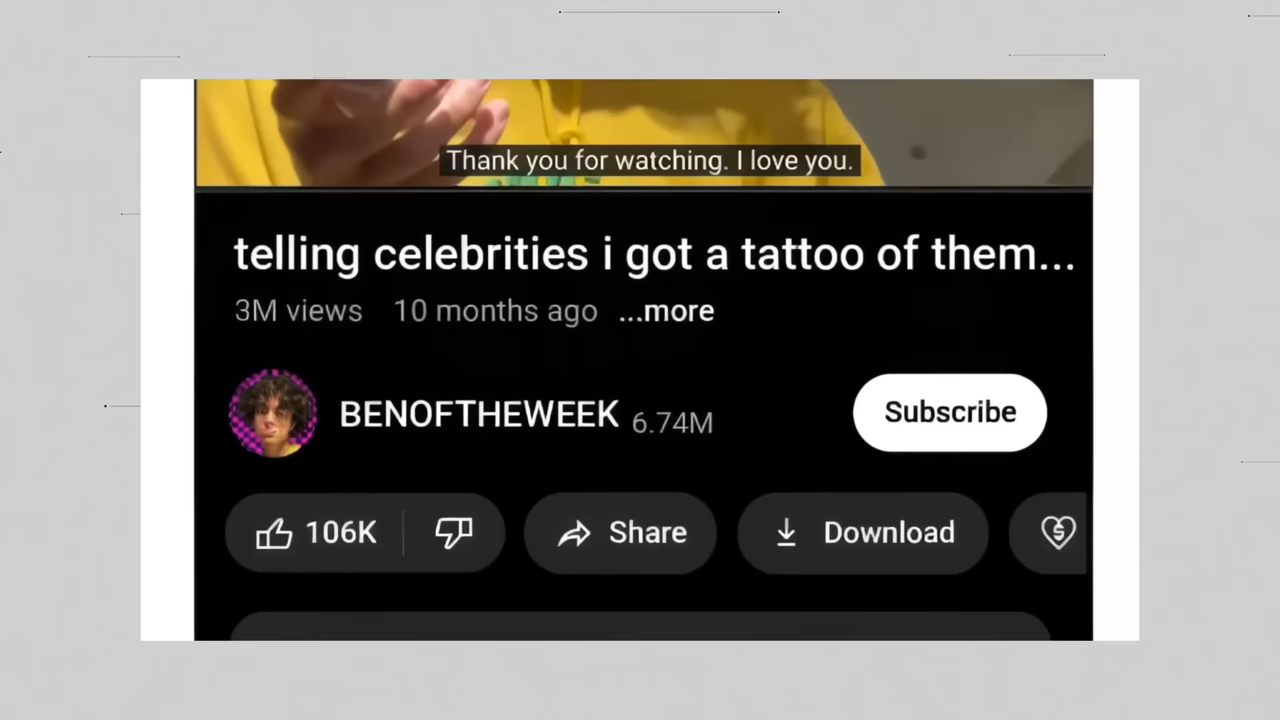 Thank you for watching. I love you.
telling celebrities i got a tattoo of them...
3M views 10 months ago ...more
BENOFTHEWEEK 6.74M Subscribe
106K Share Download